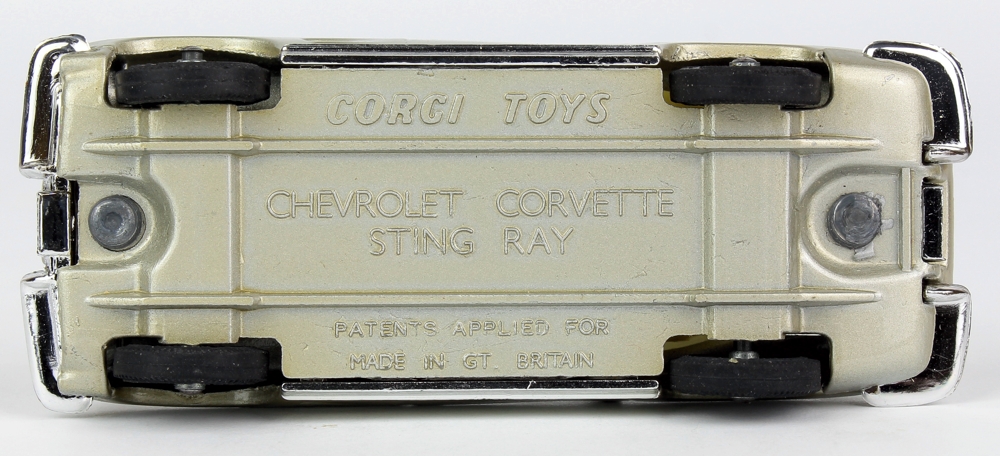 CORGI TOYS
CHEVROLET CORVETTE
STING RAY
PATENTS APPLIED FOR
MADE IN GT. BRITAIN